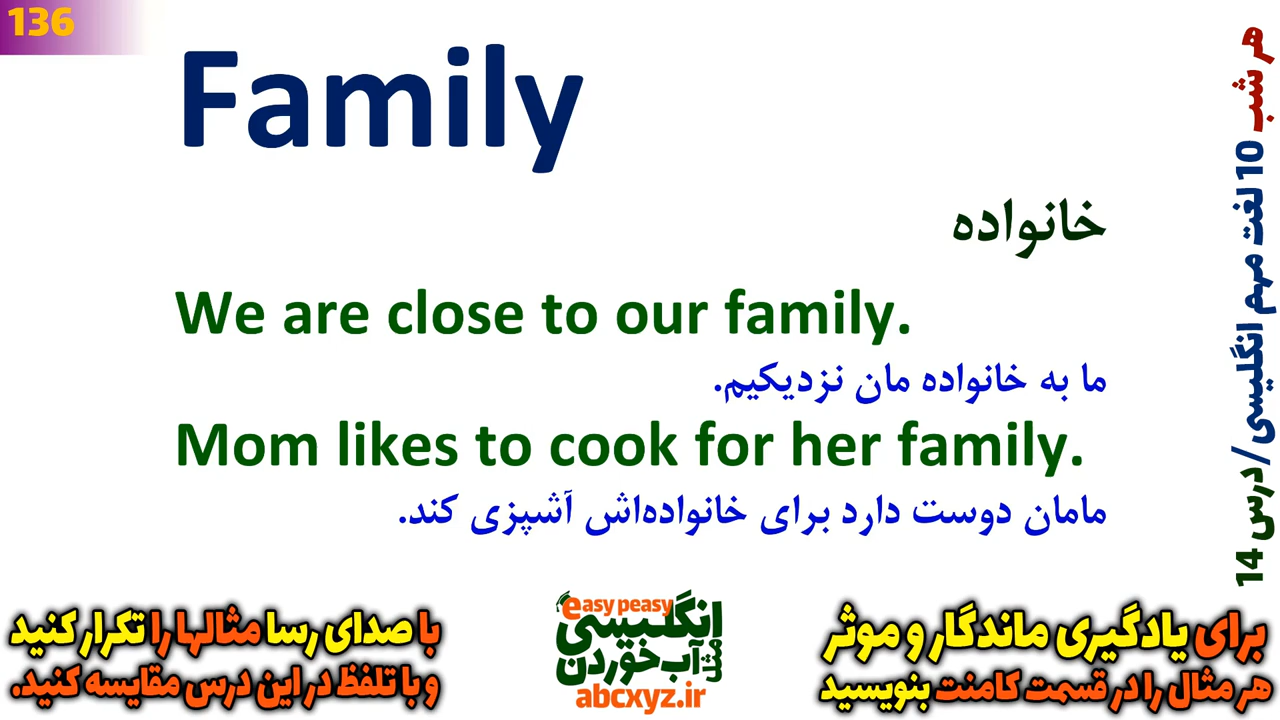 136
Family
خانواده
We are close to our family.
ما به خانواده مان نزدیکیم.
Mom likes to cook for her family.
مامان دوست دارد برای خانواده‌اش آشپزی کند.
هر شب 10 لغت مهم انگلیسی/درس 14
برای یادگیری ماندگار و موثر
هر مثال را در قسمت کامنت بنویسید
easy peasy
انگلیسی
مثل آب خوردن
abcxyz.ir
با صدای رسا مثالها را تکرار کنید
و با تلفظ در این درس مقایسه کنید.